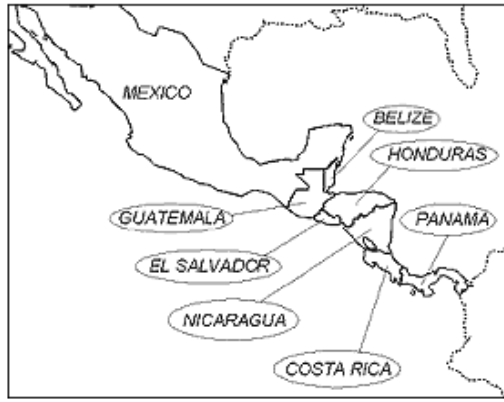 MEXICO
BELIZE
HONDURAS
GUATEMALA
PANAMA
EL SALVADOR
NICARAGUA
COSTA RICA